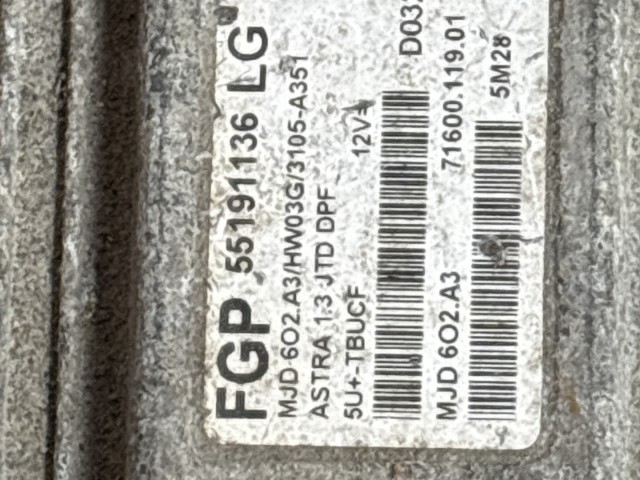 FGP 55191136 LG
MJD 6O2.A3/HW03G/3105-A351
ASTRA 1.3 JTD DPF
5U+-TBUCF 12V
MJD 6O2.A3 71600.119.01
5M28